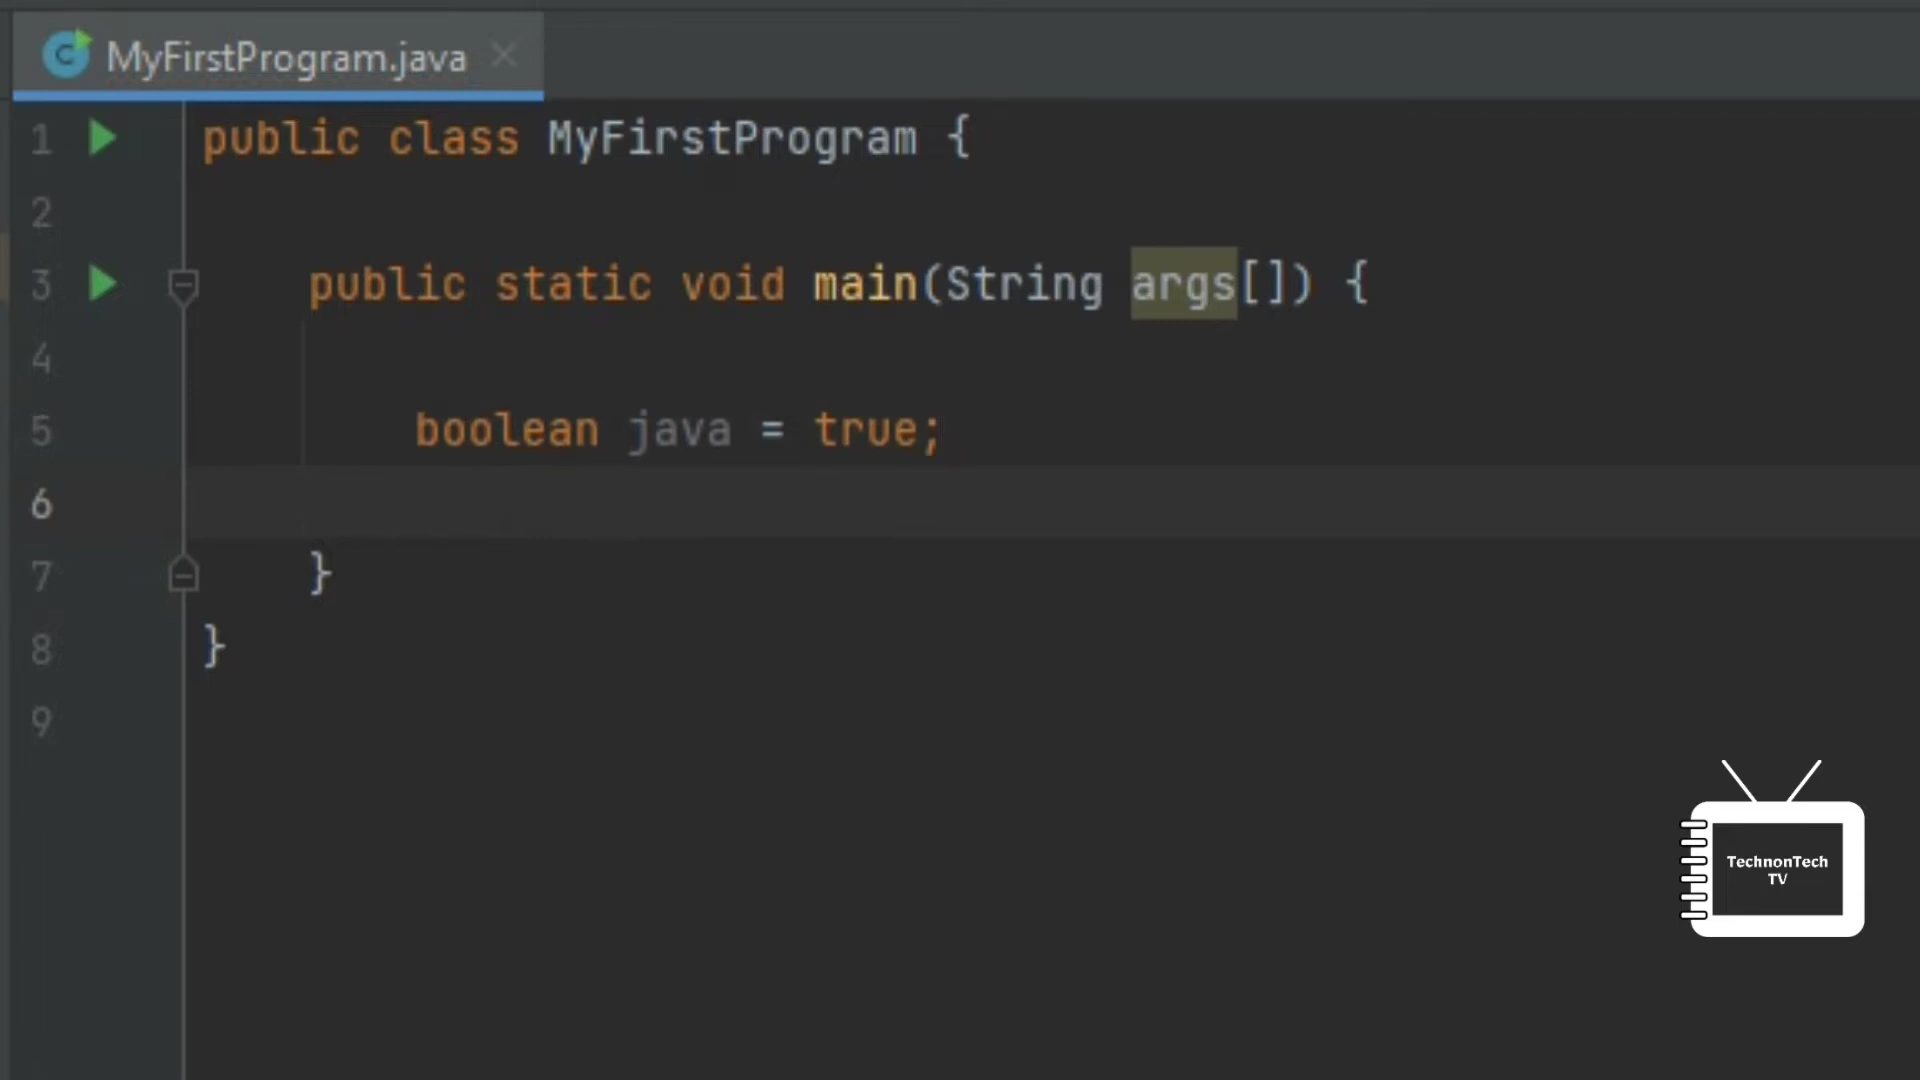 MyFirstProgram.java
1 public class MyFirstProgram {
2
3 public static void main(String args[]) {
4
5 boolean java = true;
6
7 }
8 }
9
TechnonTech
TV